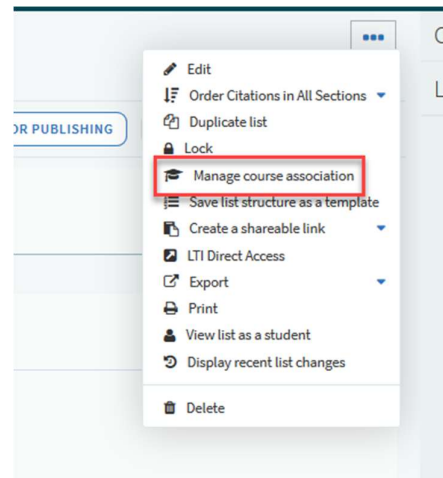 Edit
Order Citations in All Sections
Duplicate list
OR PUBLISHING
Lock
Manage course association
Save list structure as a template
Create a shareable link
LTI Direct Access
Export
Print
View list as a student
Display recent list changes
Delete